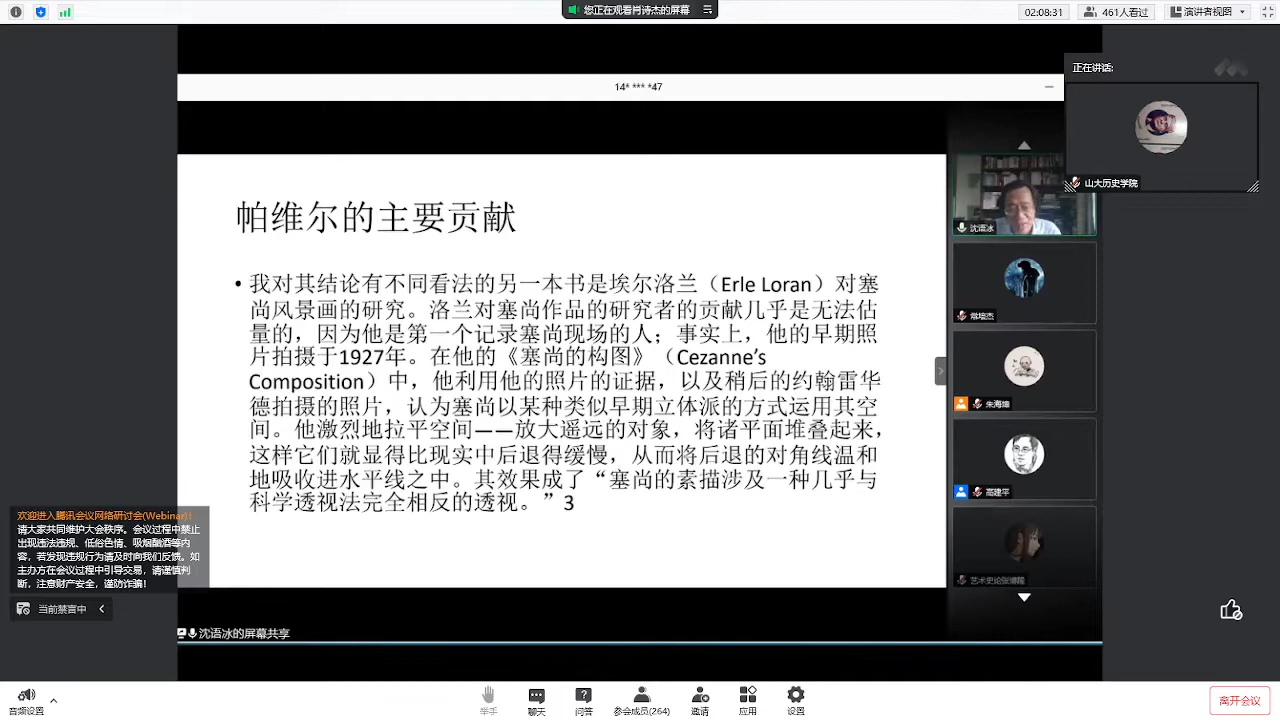 您正在观看肖诗杰的屏幕
02:08:31
461人看过
演讲者视图
正在讲话:
14* *** *47
山大历史学院
帕维尔的主要贡献
• 我对其结论有不同看法的另一本书是埃尔洛兰（Erle Loran）对塞
尚风景画的研究。洛兰对塞尚作品的研究者的贡献几乎是无法估
量的，因为他是第一个记录塞尚现场的人；事实上，他的早期照
片拍摄于1927年。在他的《塞尚的构图》（Cezanne’s
Composition）中，他利用他的照片的证据，以及稍后的约翰雷华
德拍摄的照片，认为塞尚以某种类似早期立体派的方式运用其空
间。他激烈地拉平空间——放大遥远的对象，将诸平面堆叠起来，
这样它们就显得比现实中后退得缓慢，从而将后退的对角线温和
地吸收进水平线之中。其效果成了“塞尚的素描涉及一种几乎与
科学透视法完全相反的透视。”3
沈语冰
常培杰
朱海坤
高建平
艺术史论张博翰
欢迎进入腾讯会议网络研讨会(Webinar)！
请大家共同维护大会秩序。会议过程中禁止
出现违法违规、低俗色情、吸烟酗酒等内
容，若发现违规行为请及时向我们反馈。如
主办方在会议过程中引导交易，请谨慎判
断，注意财产安全，谨防诈骗！
当前禁言中
沈语冰的屏幕共享
音频设置
举手
聊天
问答
参会成员(264)
邀请
应用
设置
离开会议